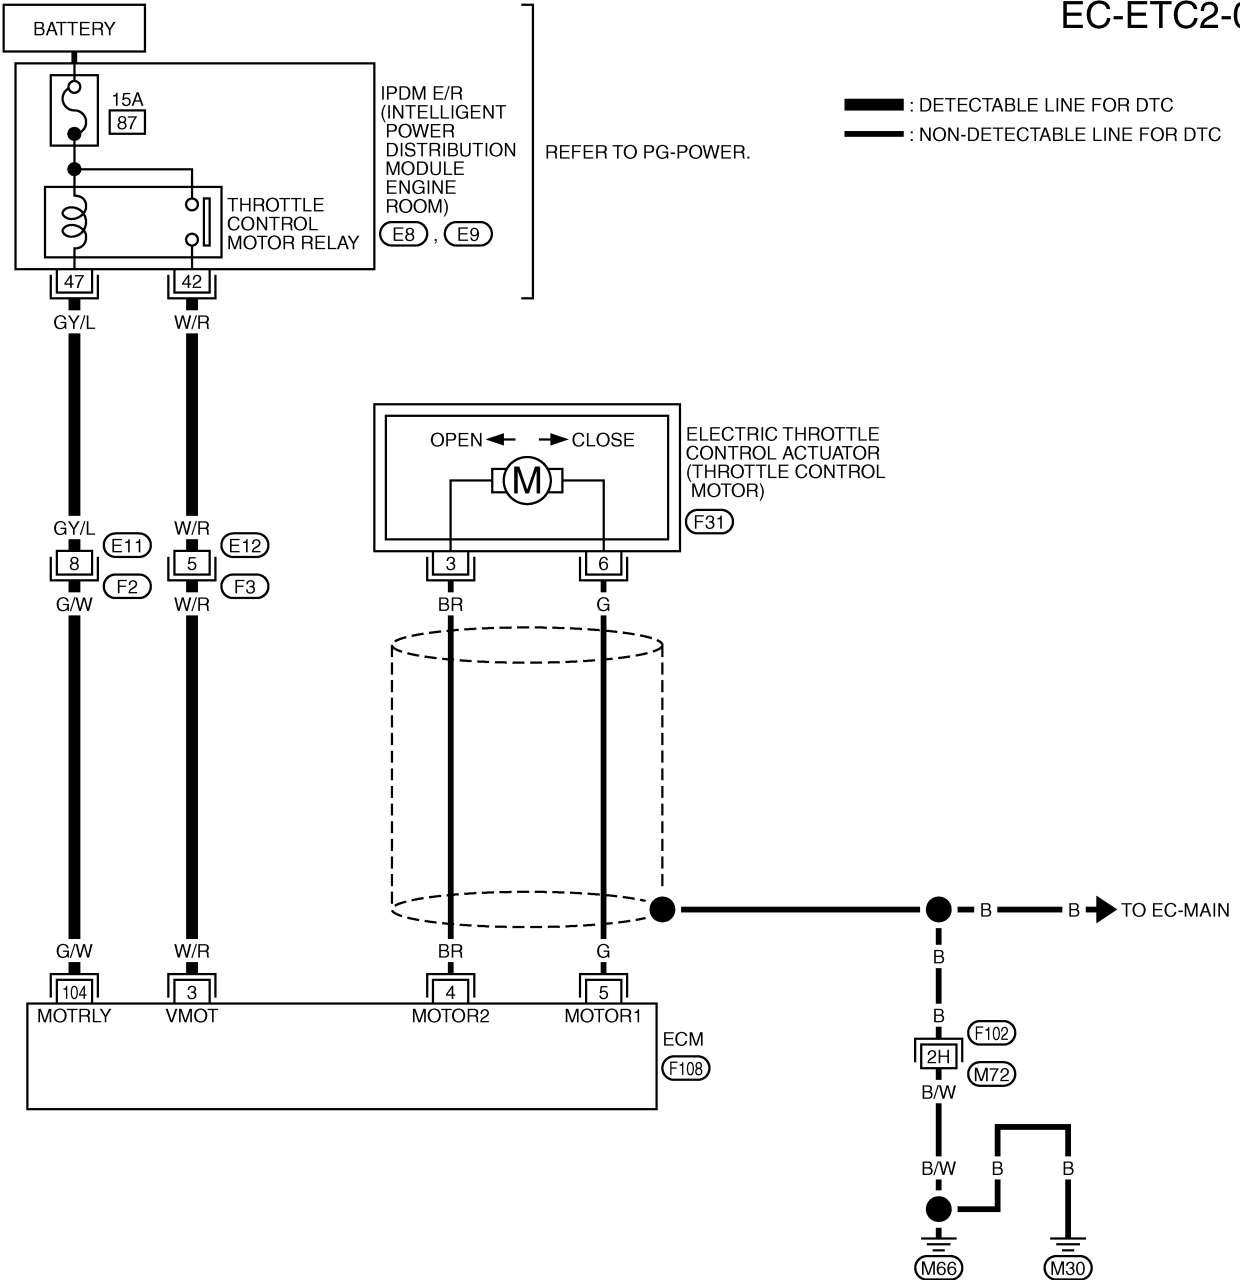 EC-ETC2-
BATTERY
15A
87
IPDM E/R
(INTELLIGENT
POWER
DISTRIBUTION
MODULE
ENGINE
ROOM)
E8 , E9
REFER TO PG-POWER.
: DETECTABLE LINE FOR DTC
: NON-DETECTABLE LINE FOR DTC
THROTTLE
CONTROL
MOTOR RELAY
47
42
GY/L
W/R
GY/L
W/R
E11
E12
8
5
F2
F3
G/W
W/R
OPEN
CLOSE
M
ELECTRIC THROTTLE
CONTROL ACTUATOR
(THROTTLE CONTROL
MOTOR)
F31
3
6
BR
G
B
B
TO EC-MAIN
G/W
W/R
BR
G
104
3
4
5
MOTRLY
VMOT
MOTOR2
MOTOR1
ECM
F108
B
B
F102
2H
M72
B/W
B/W
B
B
M66
M30